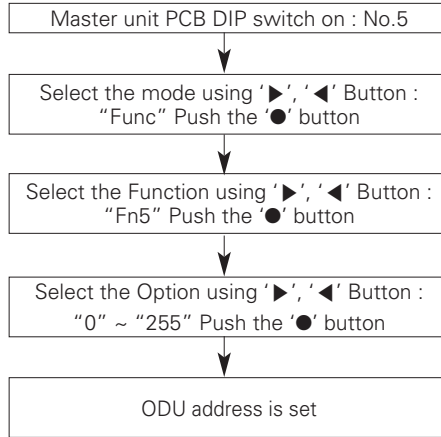 Master unit PCB DIP switch on : No.5
Select the mode using ‘▶’, ‘◀’ Button :
“Func” Push the ‘●’ button
Select the Function using ‘▶’, ‘◀’ Button :
“Fn5” Push the ‘●’ button
Select the Option using ‘▶’, ‘◀’ Button :
“0” ~ “255” Push the ‘●’ button
ODU address is set